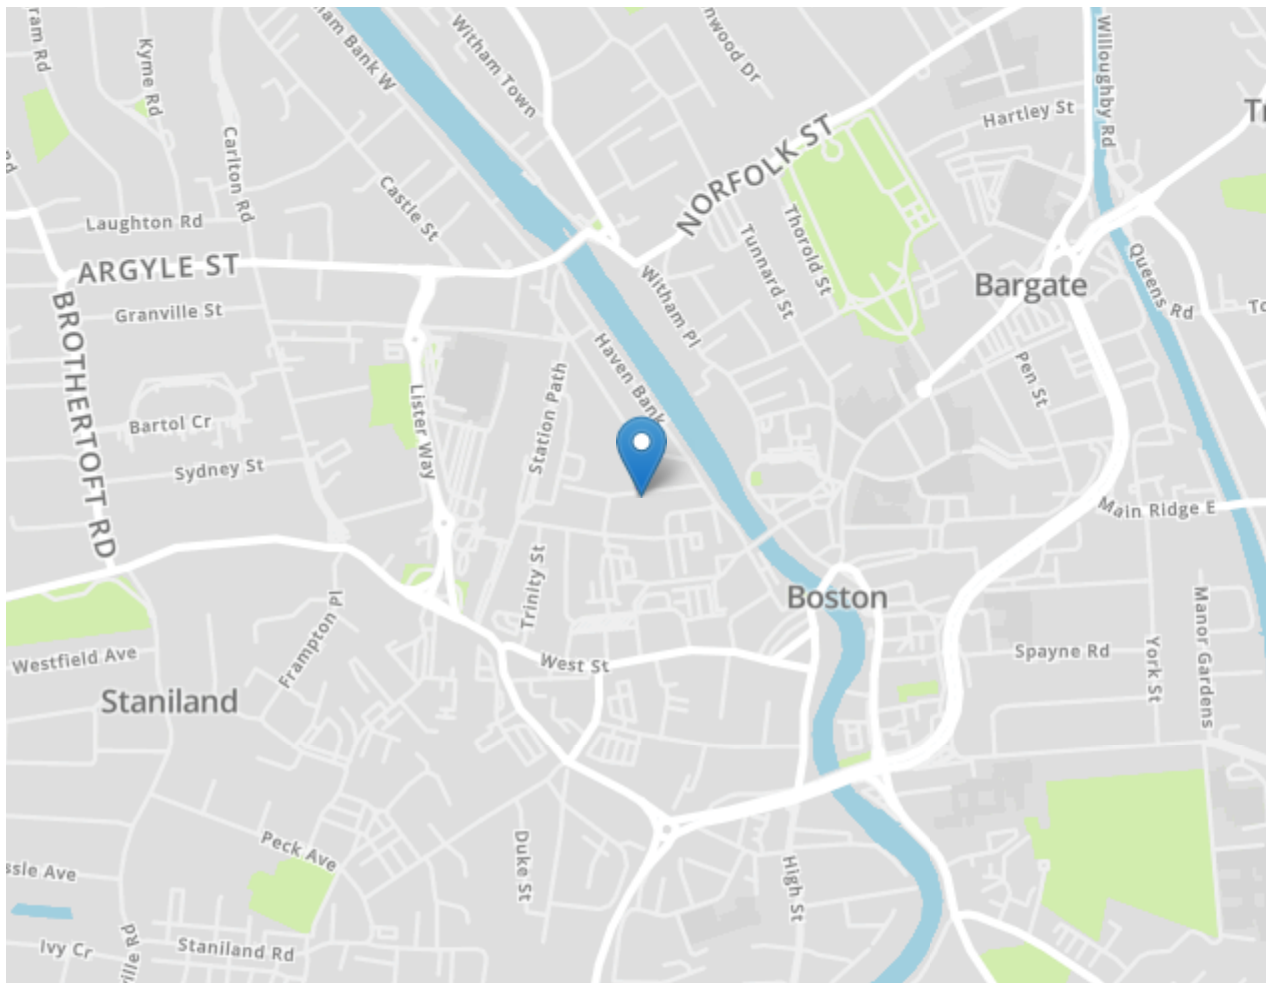 Kyme Rd
Witham Town
Willoughby Rd
Hartley St
Carlton Rd
NORFOLK ST
Castle St
Laughton Rd
Thorold St
Tunnard St
ARGYLE ST
Bargate
Queens Rd
Witham Pl
Granville St
BROTHERTOFT RD
Haven Bank
Station Path
Pen St
Lister Way
Bartol Cr
Sydney St
Main Ridge E
Trinity St
Boston
Manor Gardens
Frampton Pl
Westfield Ave
West St
Spayne Rd
York St
Staniland
Peck Ave
Duke St
High St
Ivy Cr
Staniland Rd